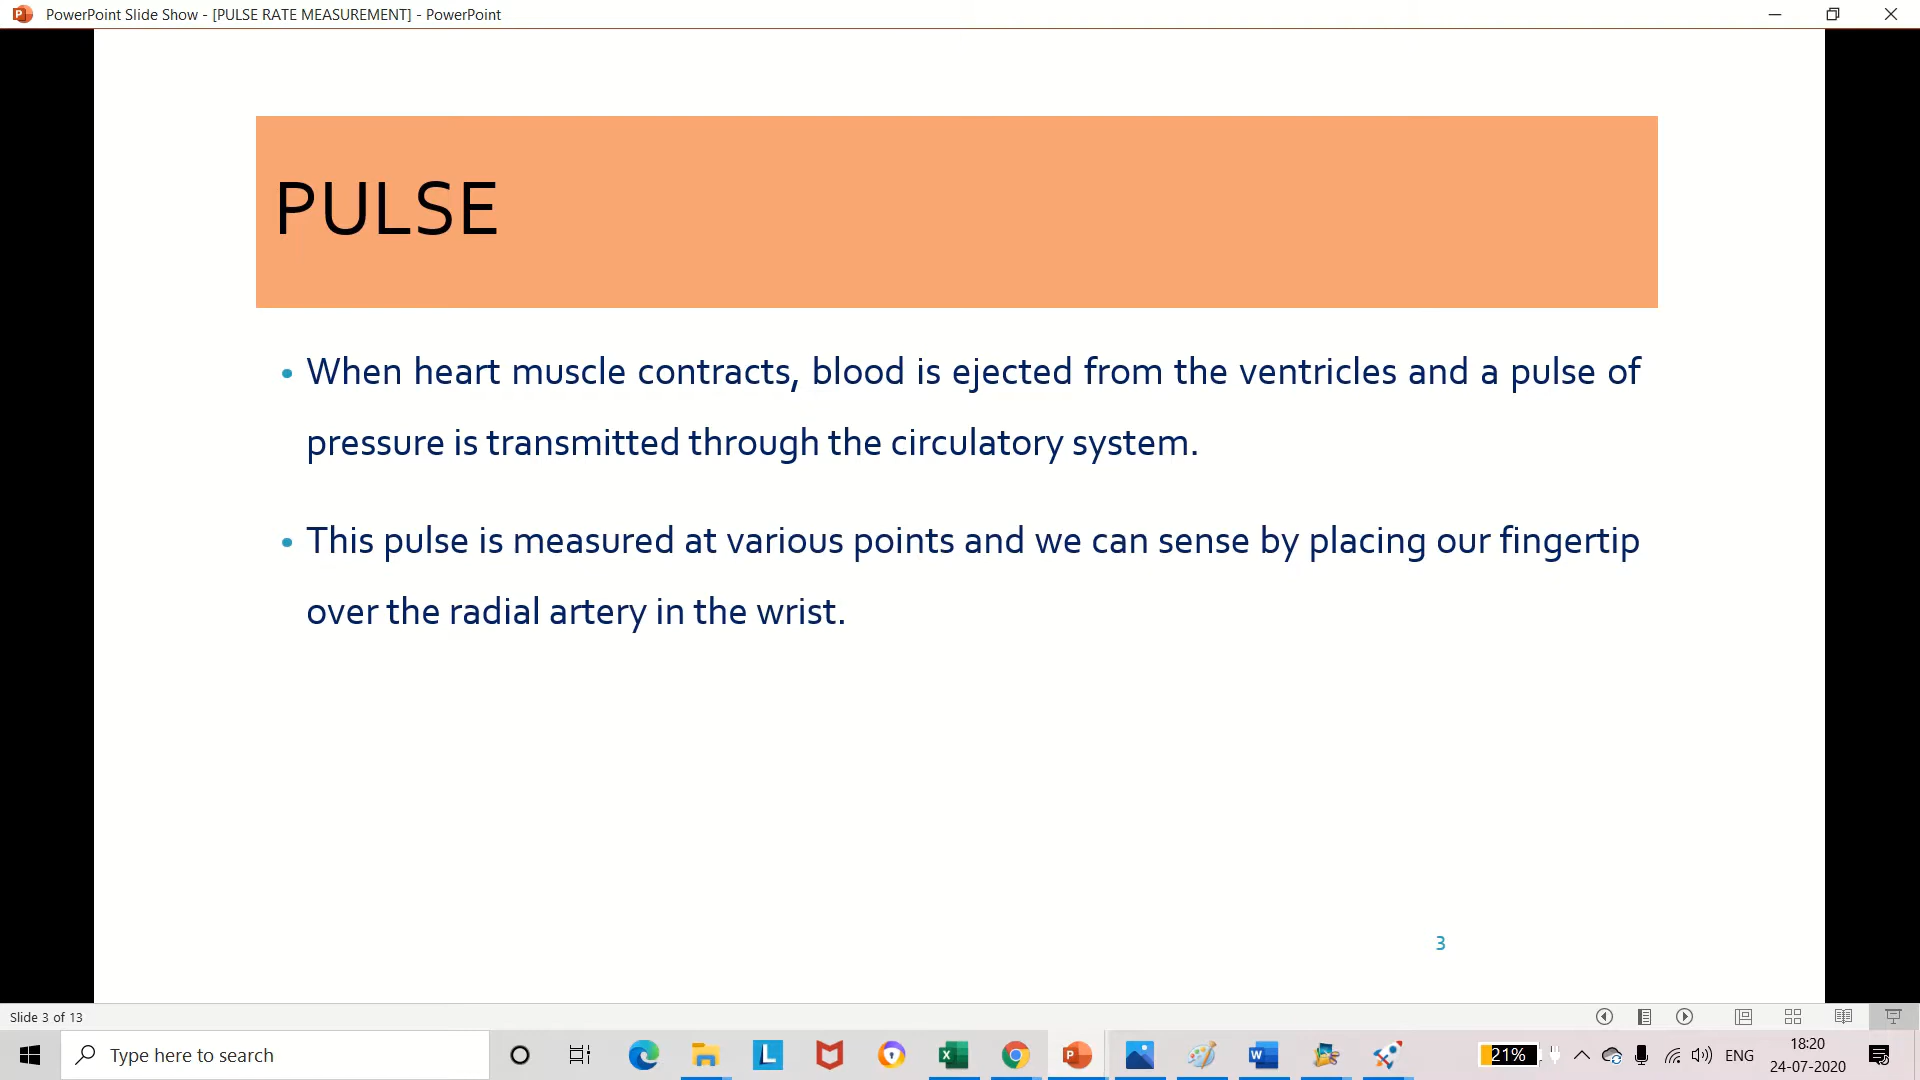 PowerPoint Slide Show - [PULSE RATE MEASUREMENT] - PowerPoint
PULSE
• When heart muscle contracts, blood is ejected from the ventricles and a pulse of
pressure is transmitted through the circulatory system.
• This pulse is measured at various points and we can sense by placing our fingertip
over the radial artery in the wrist.
3
Slide 3 of 13
Type here to search
21%
ENG
18:20
24-07-2020